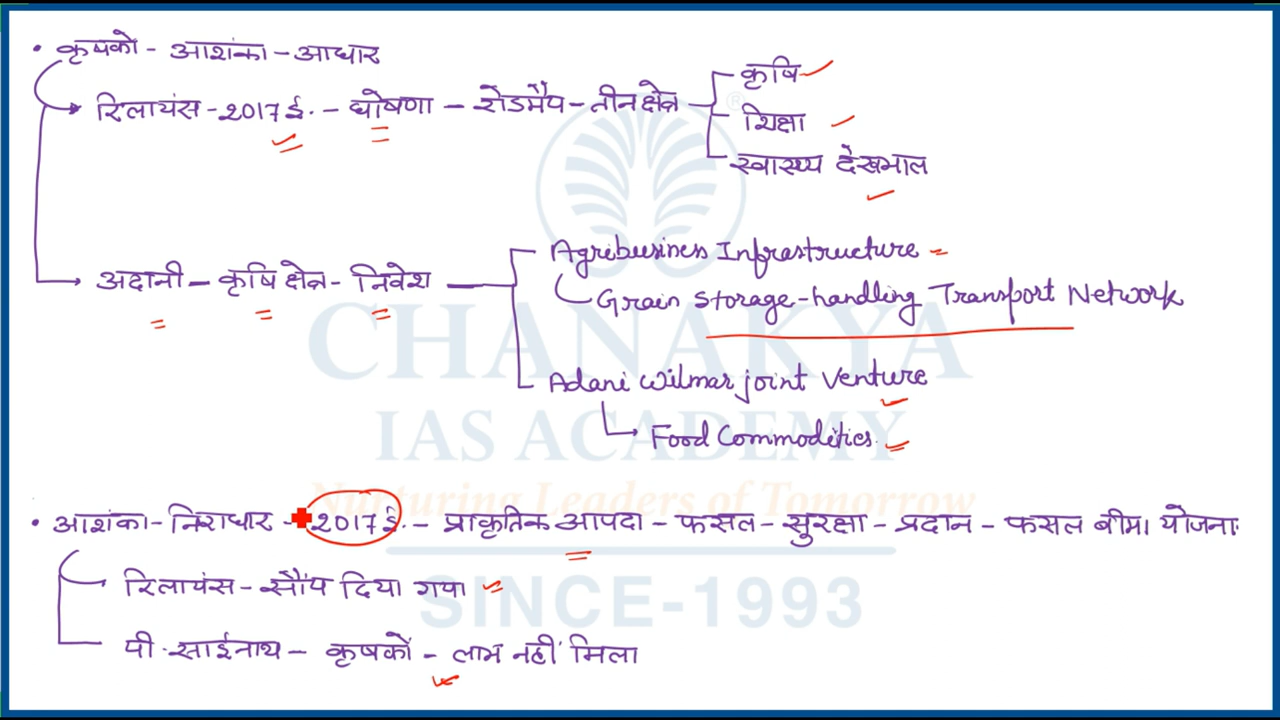 • कृषको - आशंका - आधार
रिलायंस - 2017 ई. - घोषणा - रोडमैप - तीन क्षेत्र
कृषि
शिक्षा
स्वास्थ्य देखभाल
अदानी - कृषि क्षेत्र - निवेश
Agribusiness Infrastructure
Grain Storage-handling Transport Network
Adani Wilmar joint Venture
Food Commodities.
• आशंका - निराधार - 2017 ई. - प्राकृतिक आपदा - फसल - सुरक्षा - प्रदान - फसल बीमा योजना
रिलायंस - सौंप दिया गया
पी. साईनाथ - कृषकों - लाभ नहीं मिला
CHANAKYA
IAS ACADEMY
Nurturing Leaders of Tomorrow
SINCE-1993
®